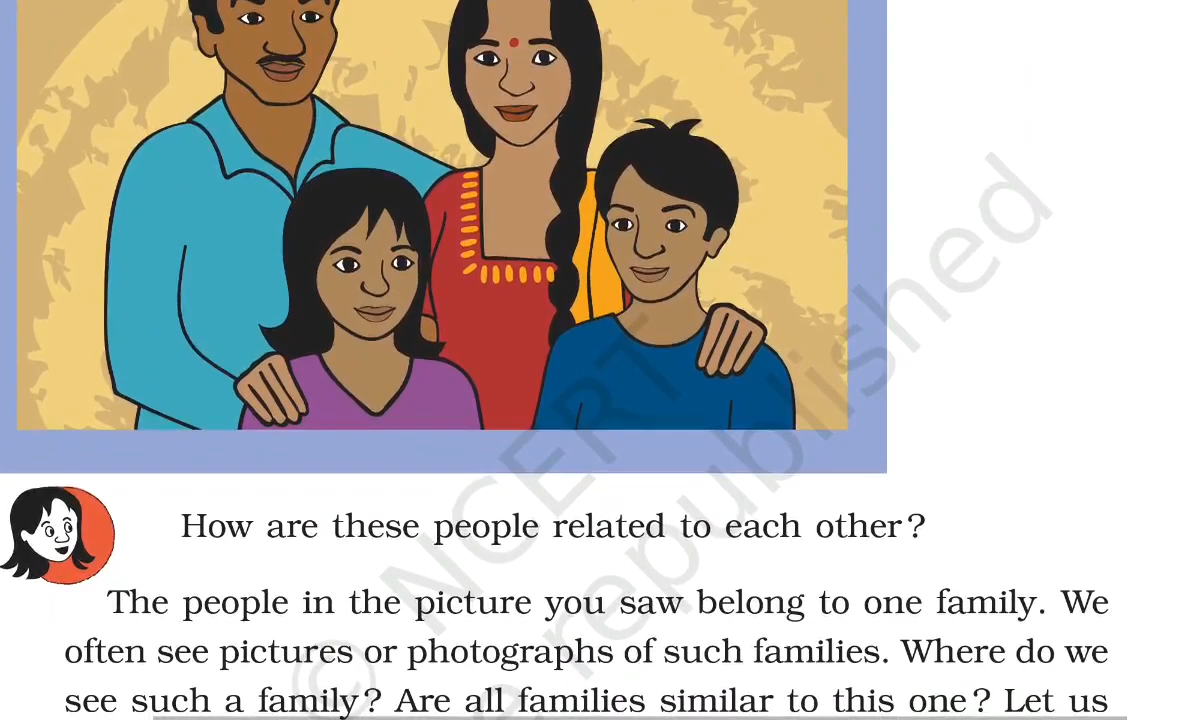 How are these people related to each other?
The people in the picture you saw belong to one family. We
often see pictures or photographs of such families. Where do we
see such a family? Are all families similar to this one? Let us
© NCERT
republished